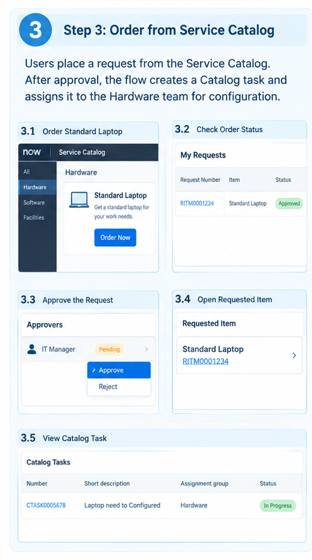 3
Step 3: Order from Service Catalog
Users place a request from the Service Catalog.
After approval, the flow creates a Catalog task and
assigns it to the Hardware team for configuration.
3.1 Order Standard Laptop
now Service Catalog
All
Hardware
Software
Facilities
Hardware
Standard Laptop
Get a standard laptop for
your work needs.
Order Now
3.2 Check Order Status
My Requests
Request Number Item Status
RITM0001234 Standard Laptop Approved
3.3 Approve the Request
Approvers
IT Manager Pending
✓ Approve
Reject
3.4 Open Requested Item
Requested Item
Standard Laptop
RITM0001234
3.5 View Catalog Task
Catalog Tasks
Number Short description Assignment group Status
CTASK0005678 Laptop need to Configured Hardware In Progress